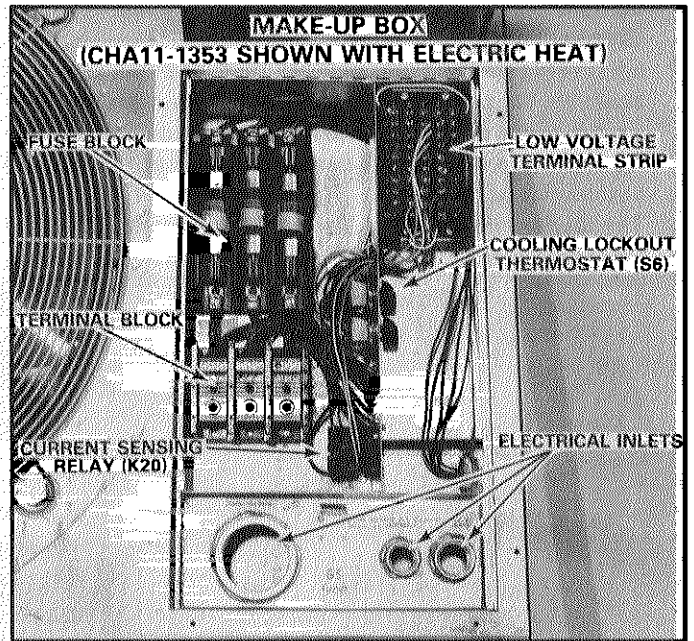 MAKE-UP BOX
(CHA11-1353 SHOWN WITH ELECTRIC HEAT)
FUSE BLOCK
LOW VOLTAGE
TERMINAL STRIP
COOLING LOCKOUT
THERMOSTAT (S6)
TERMINAL BLOCK
CURRENT SENSING
RELAY (K20)
ELECTRICAL INLETS